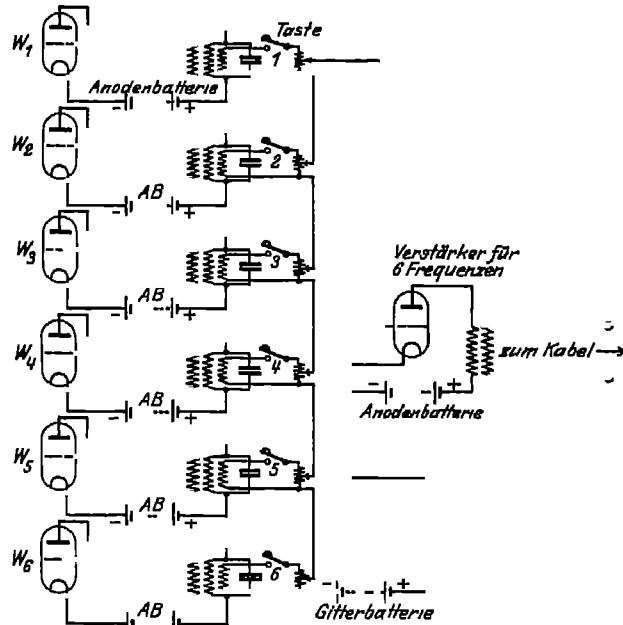 W1
Taste
1
Anodenbatterie
- +
W2
2
AB
- +
W3
3
AB
- +
Verstärker für
6 Frequenzen
W4
4
AB
- +
zum Kabel →
- +
Anodenbatterie
W5
5
AB
- +
W6
6
AB
- +
- +
Gitterbatterie